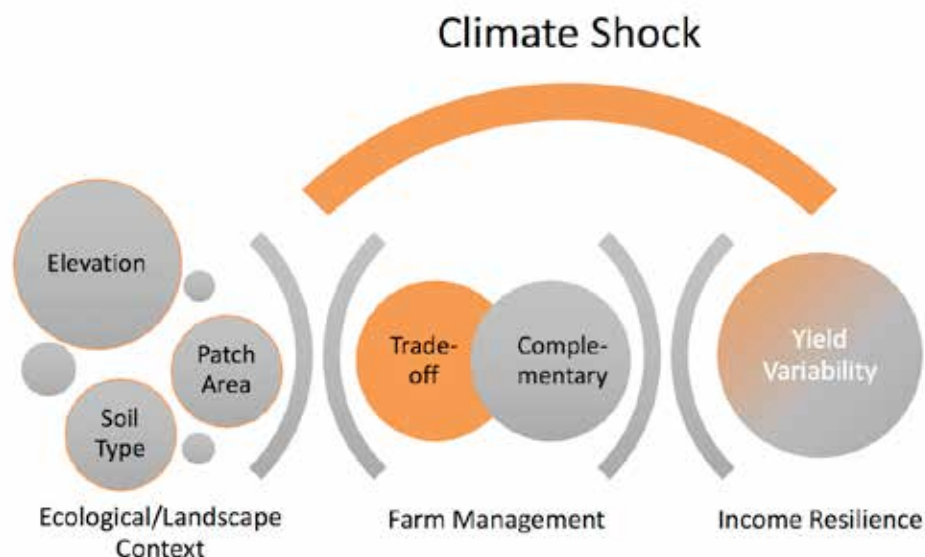 Climate Shock
Elevation
Patch
Area
Soil
Type
Trade-
off
Comple-
mentary
Yield
Variability
Ecological/Landscape
Context
Farm Management
Income Resilience